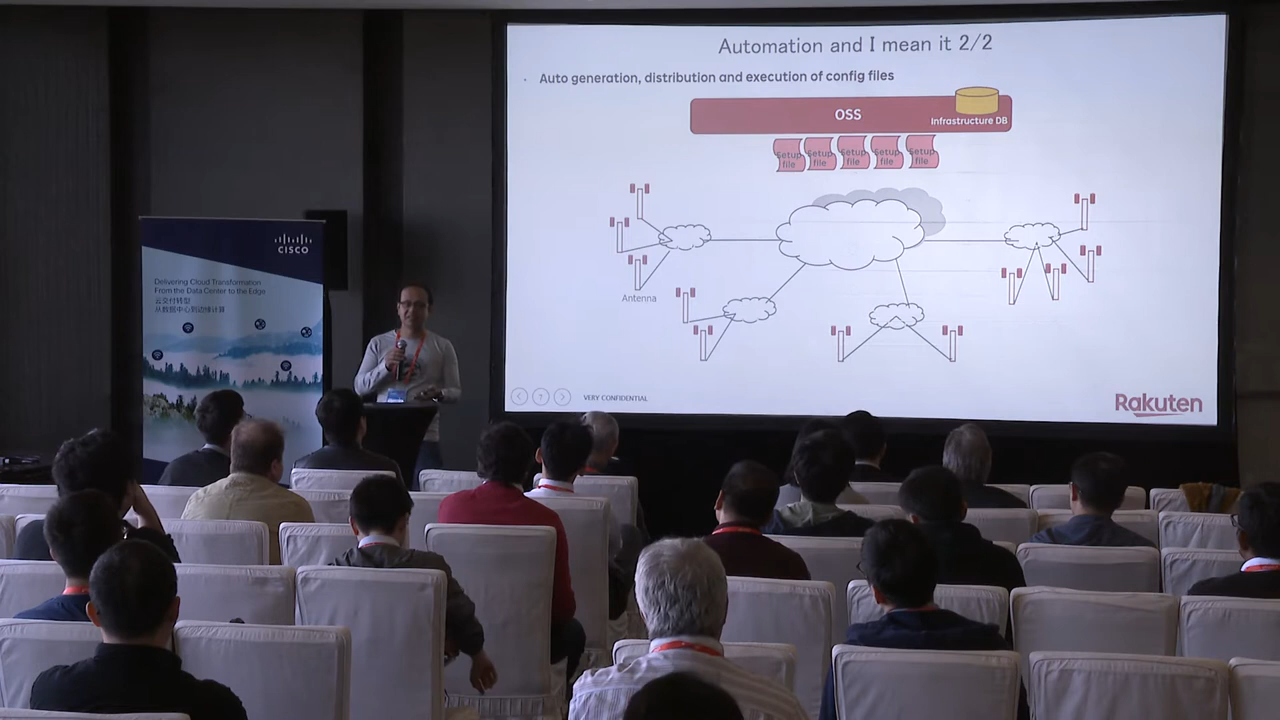 Automation and I mean it 2/2
· Auto generation, distribution and execution of config files
OSS
Infrastructure DB
Setup file
Setup file
Setup file
Setup file
Setup file
Antenna
?
VERY CONFIDENTIAL
Rakuten
CISCO
Delivering Cloud Transformation
From the Data Center to the Edge
云交付转型
从数据中心到边缘计算